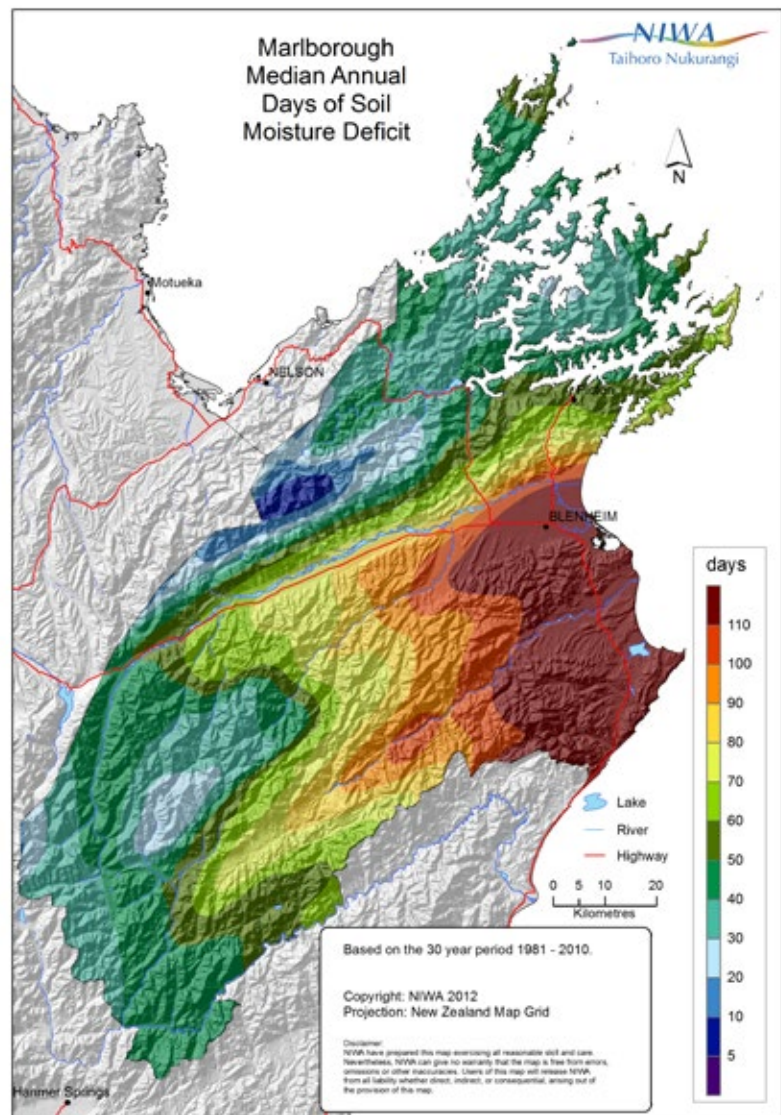 Marlborough
Median Annual
Days of Soil
Moisture Deficit
NIWA
Taihoro Nukurangi
N
Motueka
NELSON
BLENHEIM
days
110
100
90
80
70
60
50
40
30
20
10
5
Lake
River
Highway
0 5 10 20
Kilometres
Based on the 30 year period 1981 - 2010.
Copyright: NIWA 2012
Projection: New Zealand Map Grid
Disclaimer:
NIWA have prepared this map exercising all reasonable skill and care.
Nevertheless, NIWA can give no warranty that the map is free from errors,
omissions or other inaccuracies. Users of this map will release NIWA
from all liability whether direct, indirect, or consequential, arising out of
the provision of this map.
Hanmer Springs